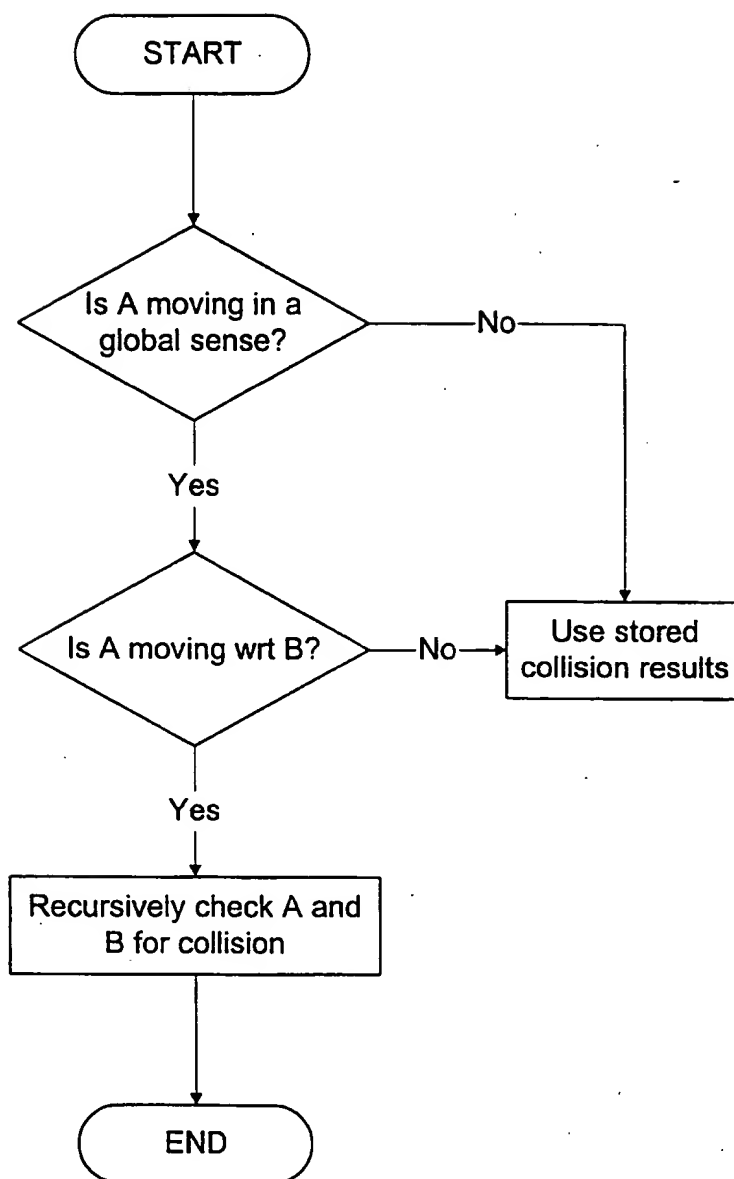 START
Is A moving in a
global sense?
No
Yes
Is A moving wrt B?
No
Use stored
collision results
Yes
Recursively check A and
B for collision
END